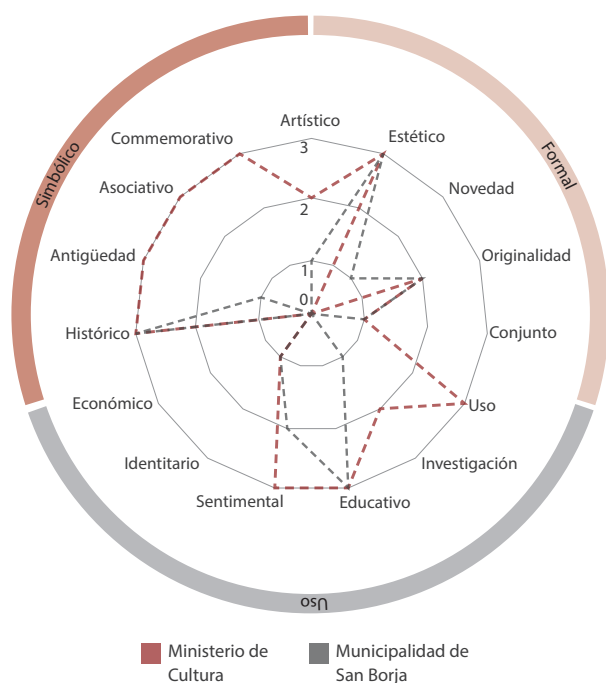 Simbólico
Formal
Artístico
Commemorativo
Estético
Asociativo
Novedad
Antigüedad
Originalidad
Histórico
Conjunto
Económico
Uso
Identitario
Investigación
Sentimental
Educativo
3
2
1
0
Uso
Ministerio de
Cultura
Municipalidad de
San Borja